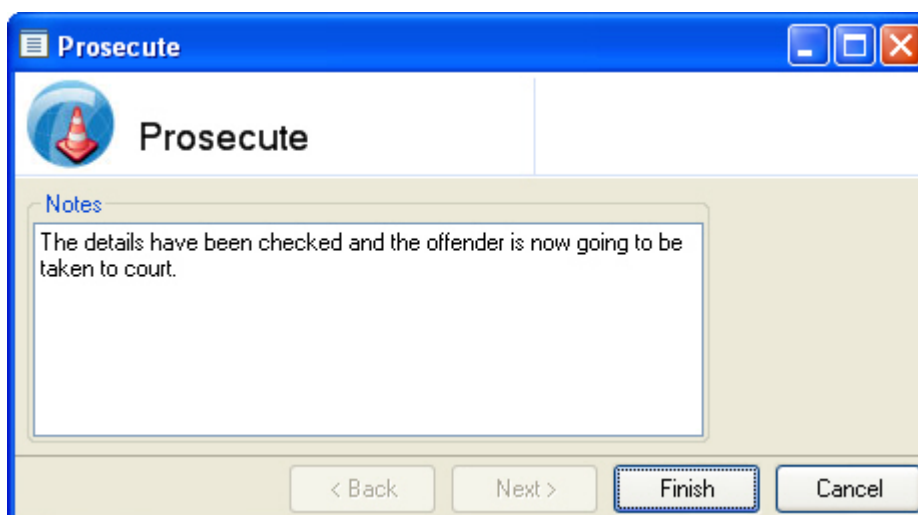 Prosecute
Prosecute
Notes
The details have been checked and the offender is now going to be
taken to court.
< Back
Next >
Finish
Cancel